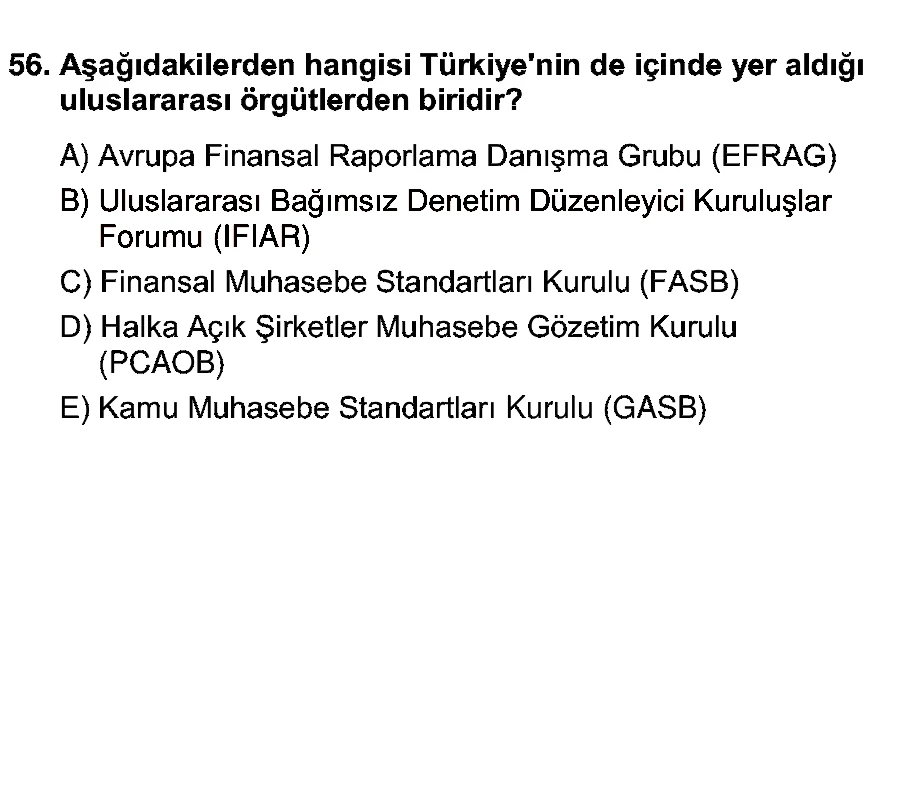 56. Aşağıdakilerden hangisi Türkiye'nin de içinde yer aldığı
uluslararası örgütlerden biridir?
A) Avrupa Finansal Raporlama Danışma Grubu (EFRAG)
B) Uluslararası Bağımsız Denetim Düzenleyici Kuruluşlar
Forumu (IFIAR)
C) Finansal Muhasebe Standartları Kurulu (FASB)
D) Halka Açık Şirketler Muhasebe Gözetim Kurulu
(PCAOB)
E) Kamu Muhasebe Standartları Kurulu (GASB)